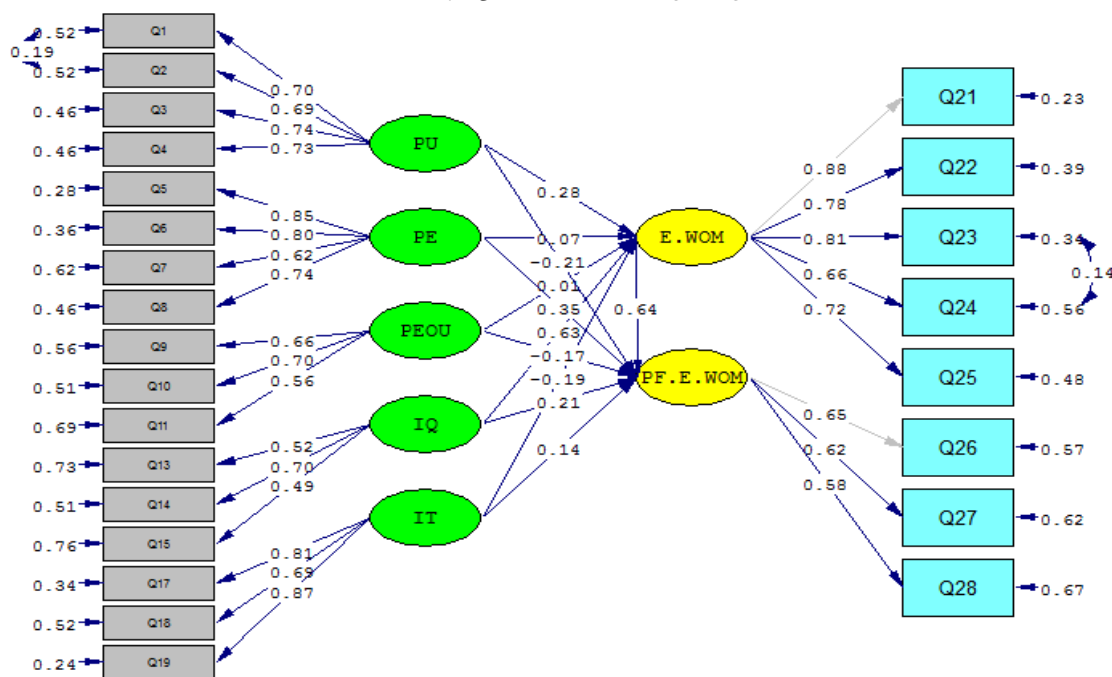 0.52 Q1
0.19
0.52 Q2
0.46 Q3
0.46 Q4
0.28 Q5
0.36 Q6
0.62 Q7
0.46 Q8
0.56 Q9
0.51 Q10
0.69 Q11
0.73 Q13
0.51 Q14
0.76 Q15
0.34 Q17
0.52 Q18
0.24 Q19
0.70
0.69
0.74
0.73
0.85
0.80
0.62
0.74
0.66
0.70
0.56
0.52
0.70
0.49
0.81
0.69
0.87
PU
PE
PEOU
IQ
IT
0.28
0.07
-0.21
0.01
0.35
0.63
-0.17
-0.19
0.21
0.14
0.64
E.WOM
PF.E.WOM
0.88
0.78
0.81
0.66
0.72
0.65
0.62
0.58
Q21 0.23
Q22 0.39
Q23 0.34
0.14
Q24 0.56
Q25 0.48
Q26 0.57
Q27 0.62
Q28 0.67